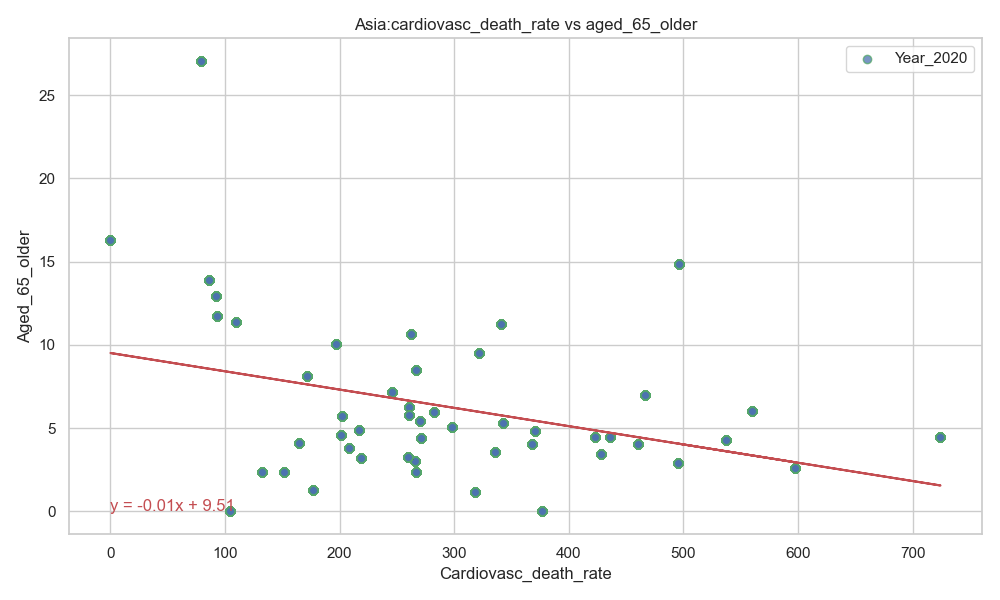 Asia:cardiovasc_death_rate vs aged_65_older
Year_2020
Aged_65_older
25
20
15
10
5
0
y = -0.01x + 9.51
0 100 200 300 400 500 600 700
Cardiovasc_death_rate